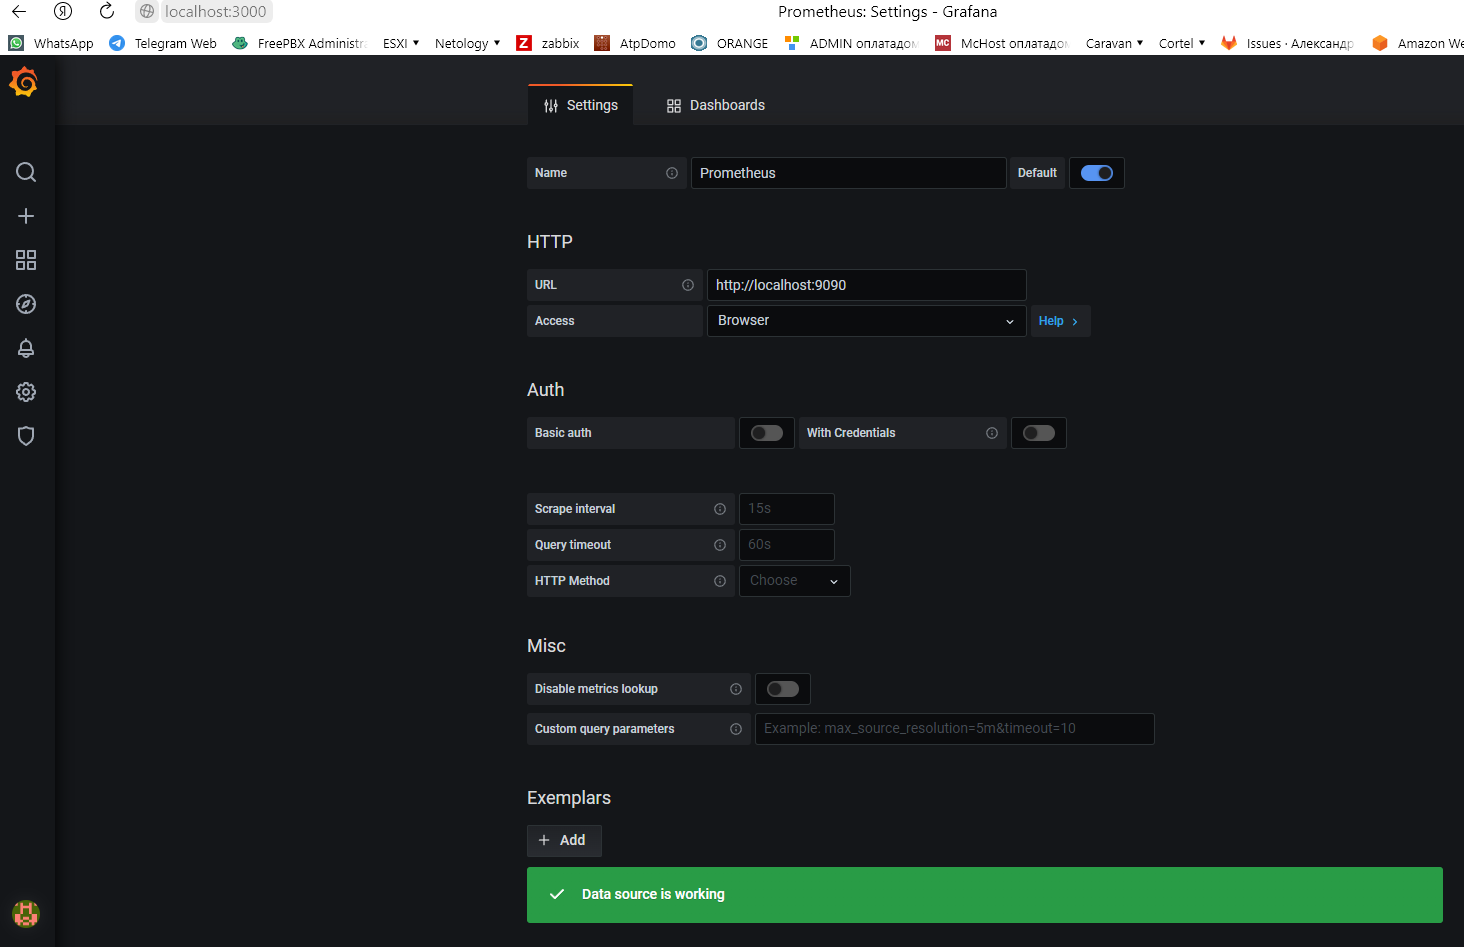 Я localhost:3000 Prometheus: Settings - Grafana
WhatsApp Telegram Web FreePBX Administra ESXI Netology Z zabbix AtpDomo ORANGE ADMIN оплатадом MC McHost оплатадо Caravan Cortel Issues · Александр Amazon We
Settings Dashboards
Name Prometheus Default
HTTP
URL http://localhost:9090
Access Browser Help
Auth
Basic auth With Credentials
Scrape interval 15s
Query timeout 60s
HTTP Method Choose
Misc
Disable metrics lookup
Custom query parameters Example: max_source_resolution=5m&timeout=10
Exemplars
Add
Data source is working